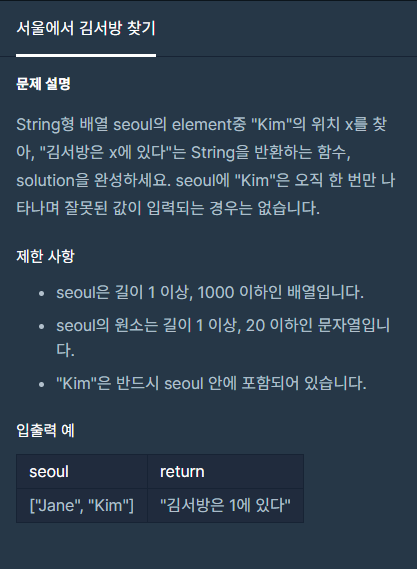 서울에서 김서방 찾기
문제 설명
String형 배열 seoul의 element중 "Kim"의 위치 x를 찾
아, "김서방은 x에 있다"는 String을 반환하는 함수,
solution을 완성하세요. seoul에 "Kim"은 오직 한 번만 나
타나며 잘못된 값이 입력되는 경우는 없습니다.
제한 사항
• seoul은 길이 1 이상, 1000 이하인 배열입니다.
• seoul의 원소는 길이 1 이상, 20 이하인 문자열입니
다.
• "Kim"은 반드시 seoul 안에 포함되어 있습니다.
입출력 예
seoul return
["Jane", "Kim"] "김서방은 1에 있다"